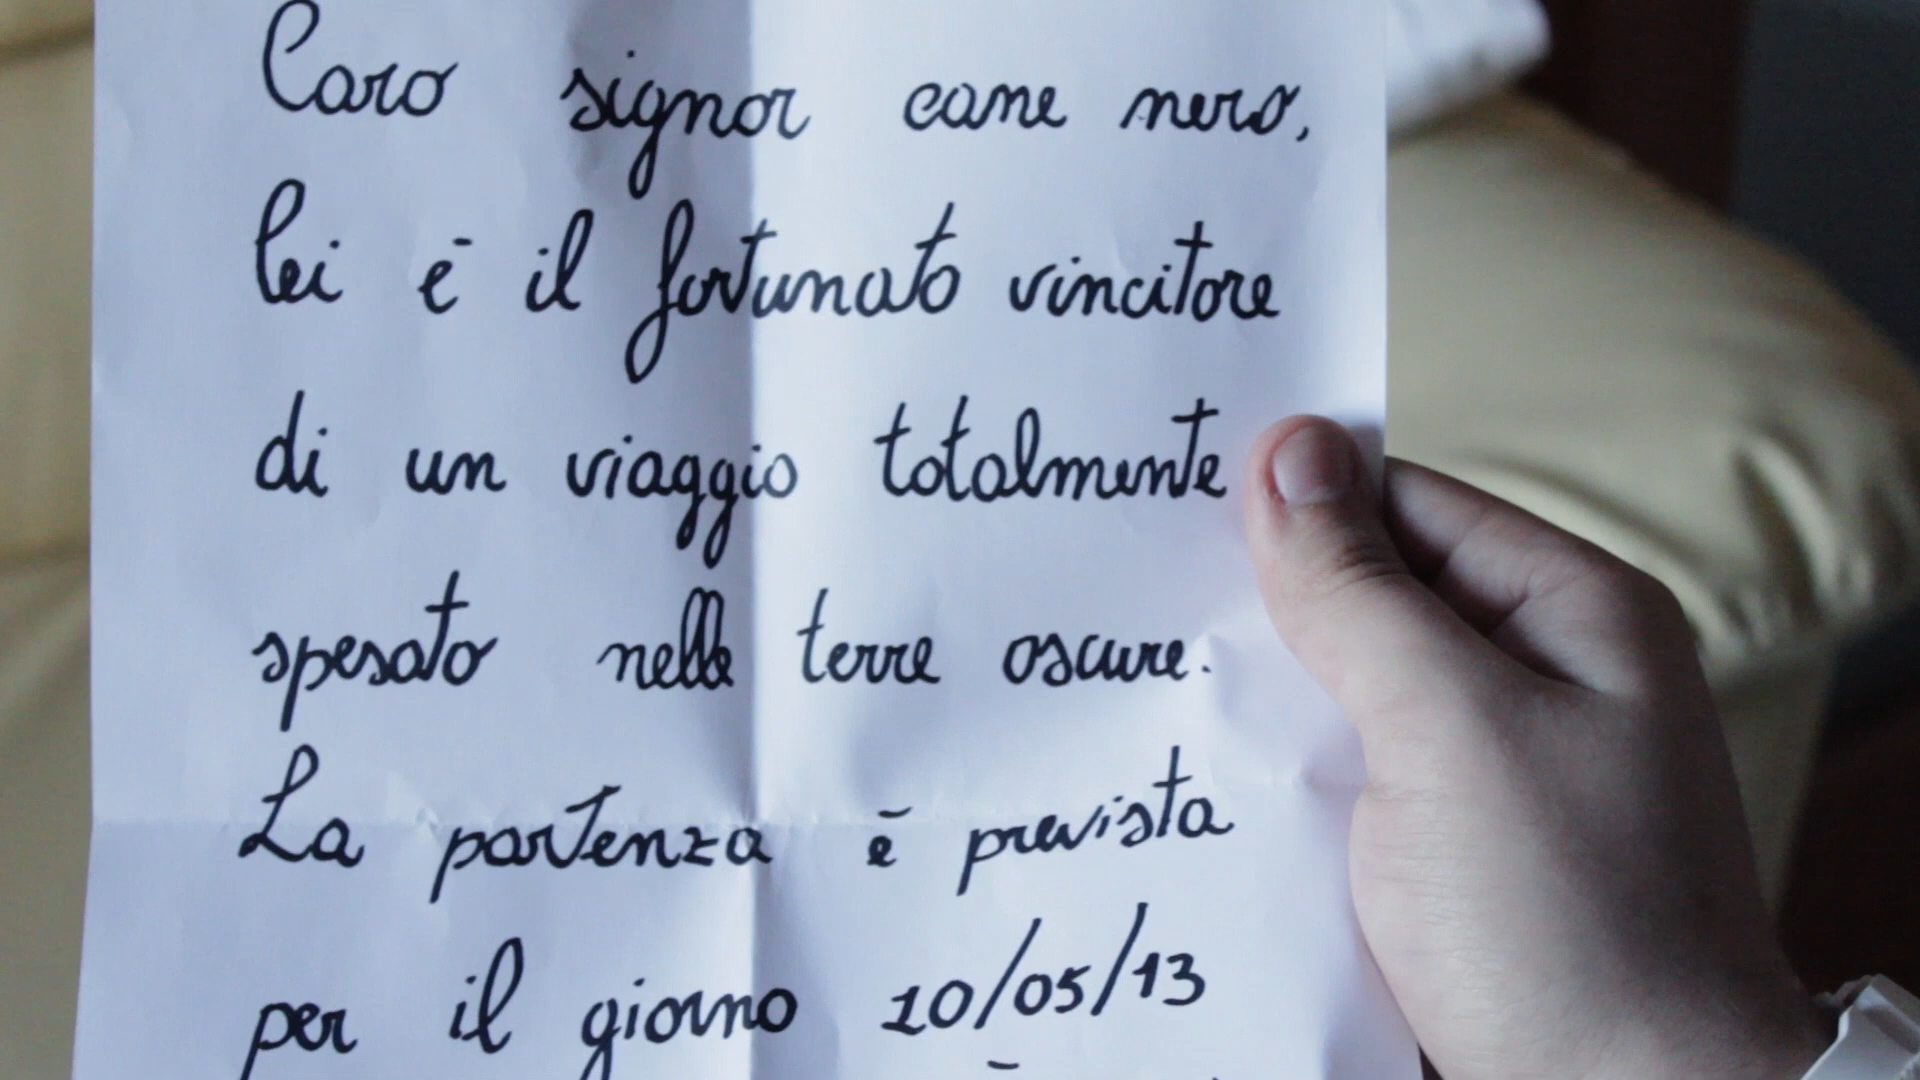 Caro signor cane nero,
lei è il fortunato vincitore
di un viaggio totalmente
spesato nelle terre oscure.
La partenza è prevista
per il giorno 10/05/13